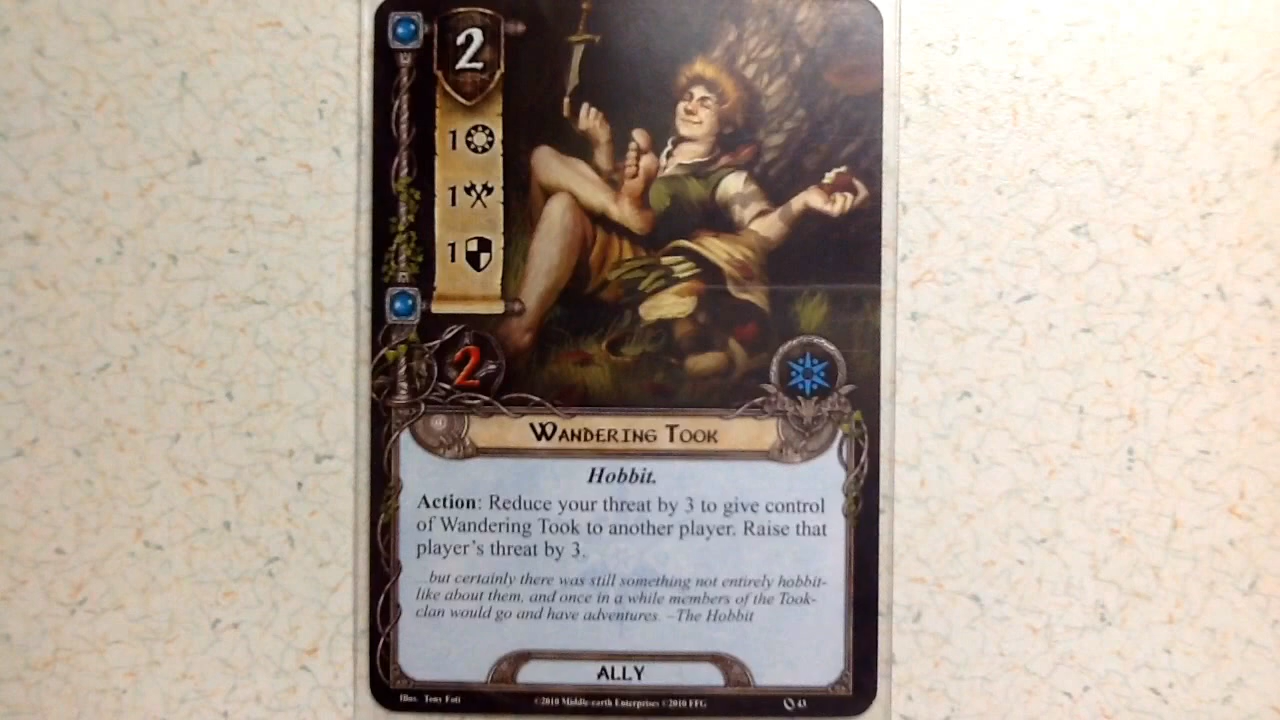 2
1
1
1
2
Wandering Took
Hobbit.
Action: Reduce your threat by 3 to give control
of Wandering Took to another player. Raise that
player's threat by 3.
...but certainly there was still something not entirely hobbit-
like about them, and once in a while members of the Took-
clan would go and have adventures. –The Hobbit
ALLY
Illus. Tony Foti
©2010 Middle-earth Enterprises ©2010 FFG
43